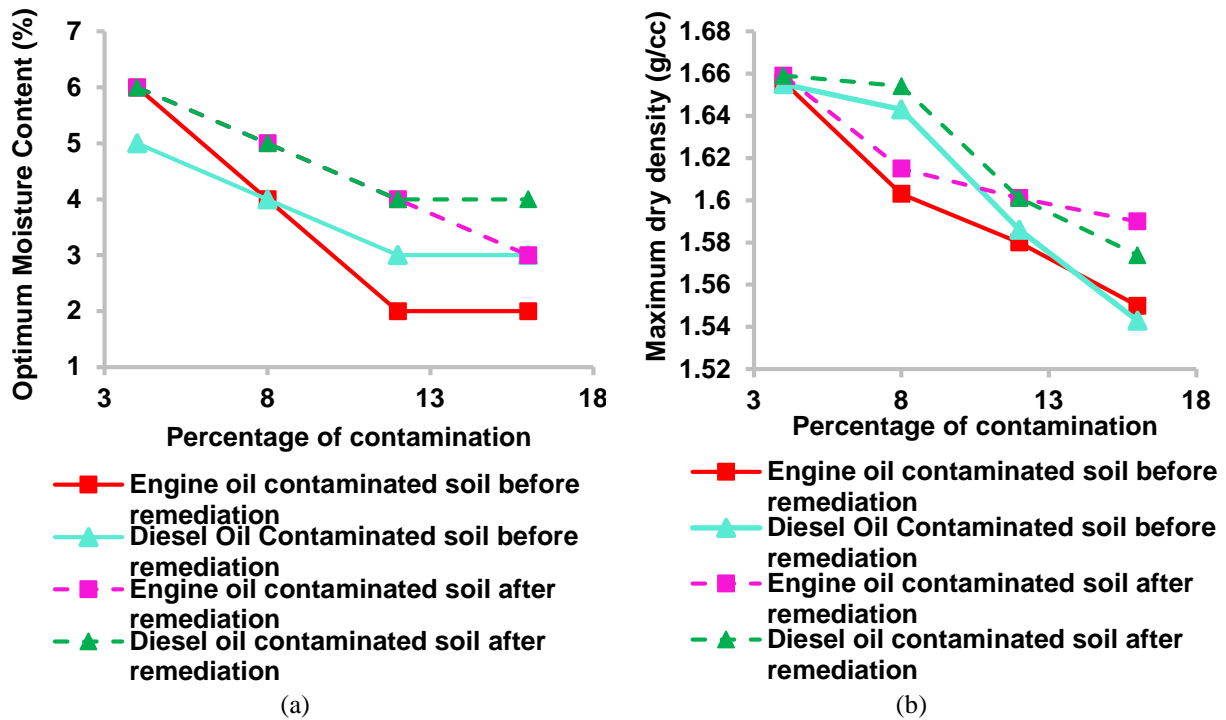 Optimum Moisture Content (%)
7
6
5
4
3
2
1
3
8
13
18
Percentage of contamination
Engine oil contaminated soil before
remediation
Diesel Oil Contaminated soil before
remediation
Engine oil contaminated soil after
remediation
Diesel oil contaminated soil after
remediation
(a)
Maximum dry density (g/cc)
1.68
1.66
1.64
1.62
1.6
1.58
1.56
1.54
1.52
3
8
13
18
Percentage of contamination
Engine oil contaminated soil before
remediation
Diesel Oil Contaminated soil before
remediation
Engine oil contaminated soil after
remediation
Diesel oil contaminated soil after
remediation
(b)